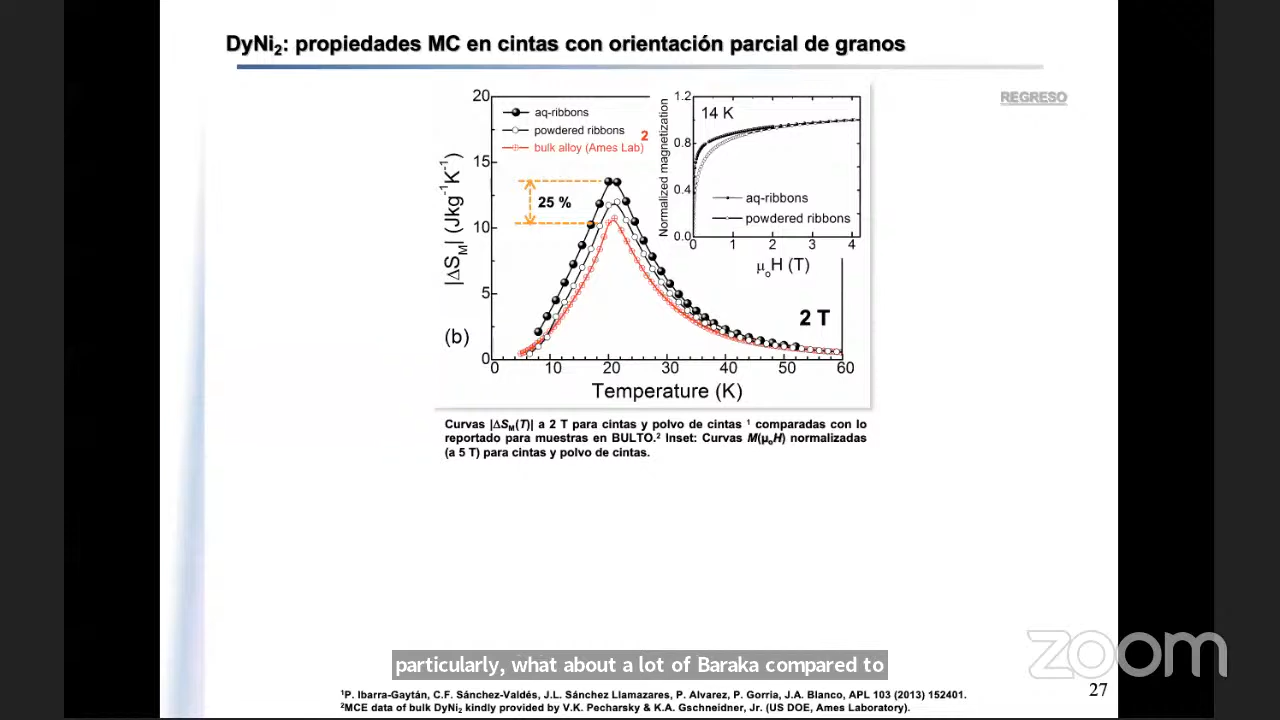 DyNi₂: propiedades MC en cintas con orientación parcial de granos
REGRESO
20
15
10
5
0
|ΔS_M| (Jkg⁻¹K⁻¹)
aq-ribbons
powdered ribbons
2
bulk alloy (Ames Lab)
25 %
(b)
2 T
0 10 20 30 40 50 60
Temperature (K)
1.2
0.8
0.4
0.0
Normalized magnetization
14 K
aq-ribbons
powdered ribbons
0 1 2 3 4
μ₀H (T)
Curvas |ΔS_M(T)| a 2 T para cintas y polvo de cintas ¹ comparadas con lo
reportado para muestras en BULTO.² Inset: Curvas M(μ₀H) normalizadas
(a 5 T) para cintas y polvo de cintas.
particularly, what about a lot of Baraka compared to
zoom
27
¹P. Ibarra-Gaytán, C.F. Sánchez-Valdés, J.L. Sánchez Llamazares, P. Alvarez, P. Gorria, J.A. Blanco, APL 103 (2013) 152401.
²MCE data of bulk DyNi₂ kindly provided by V.K. Pecharsky & K.A. Gschneidner, Jr. (US DOE, Ames Laboratory).